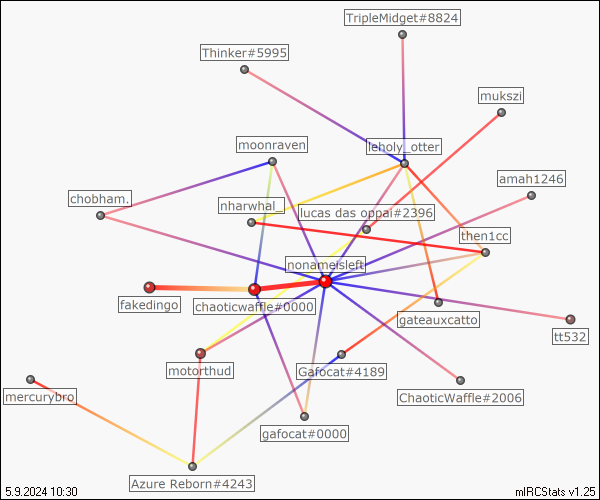 TripleMidget#8824
Thinker#5995
mukszi
moonraven
leholy_otter
amah1246
chobham.
nharwhal_
lucas das oppai#2396
then1cc
nonameisleft
fakedingo
chaoticwaffle#0000
gateauxcatto
tt532
motorthud
Gafocat#4189
mercurybro
ChaoticWaffle#2006
gafocat#0000
Azure Reborn#4243
5.9.2024 10:30
mIRCStats v1.25